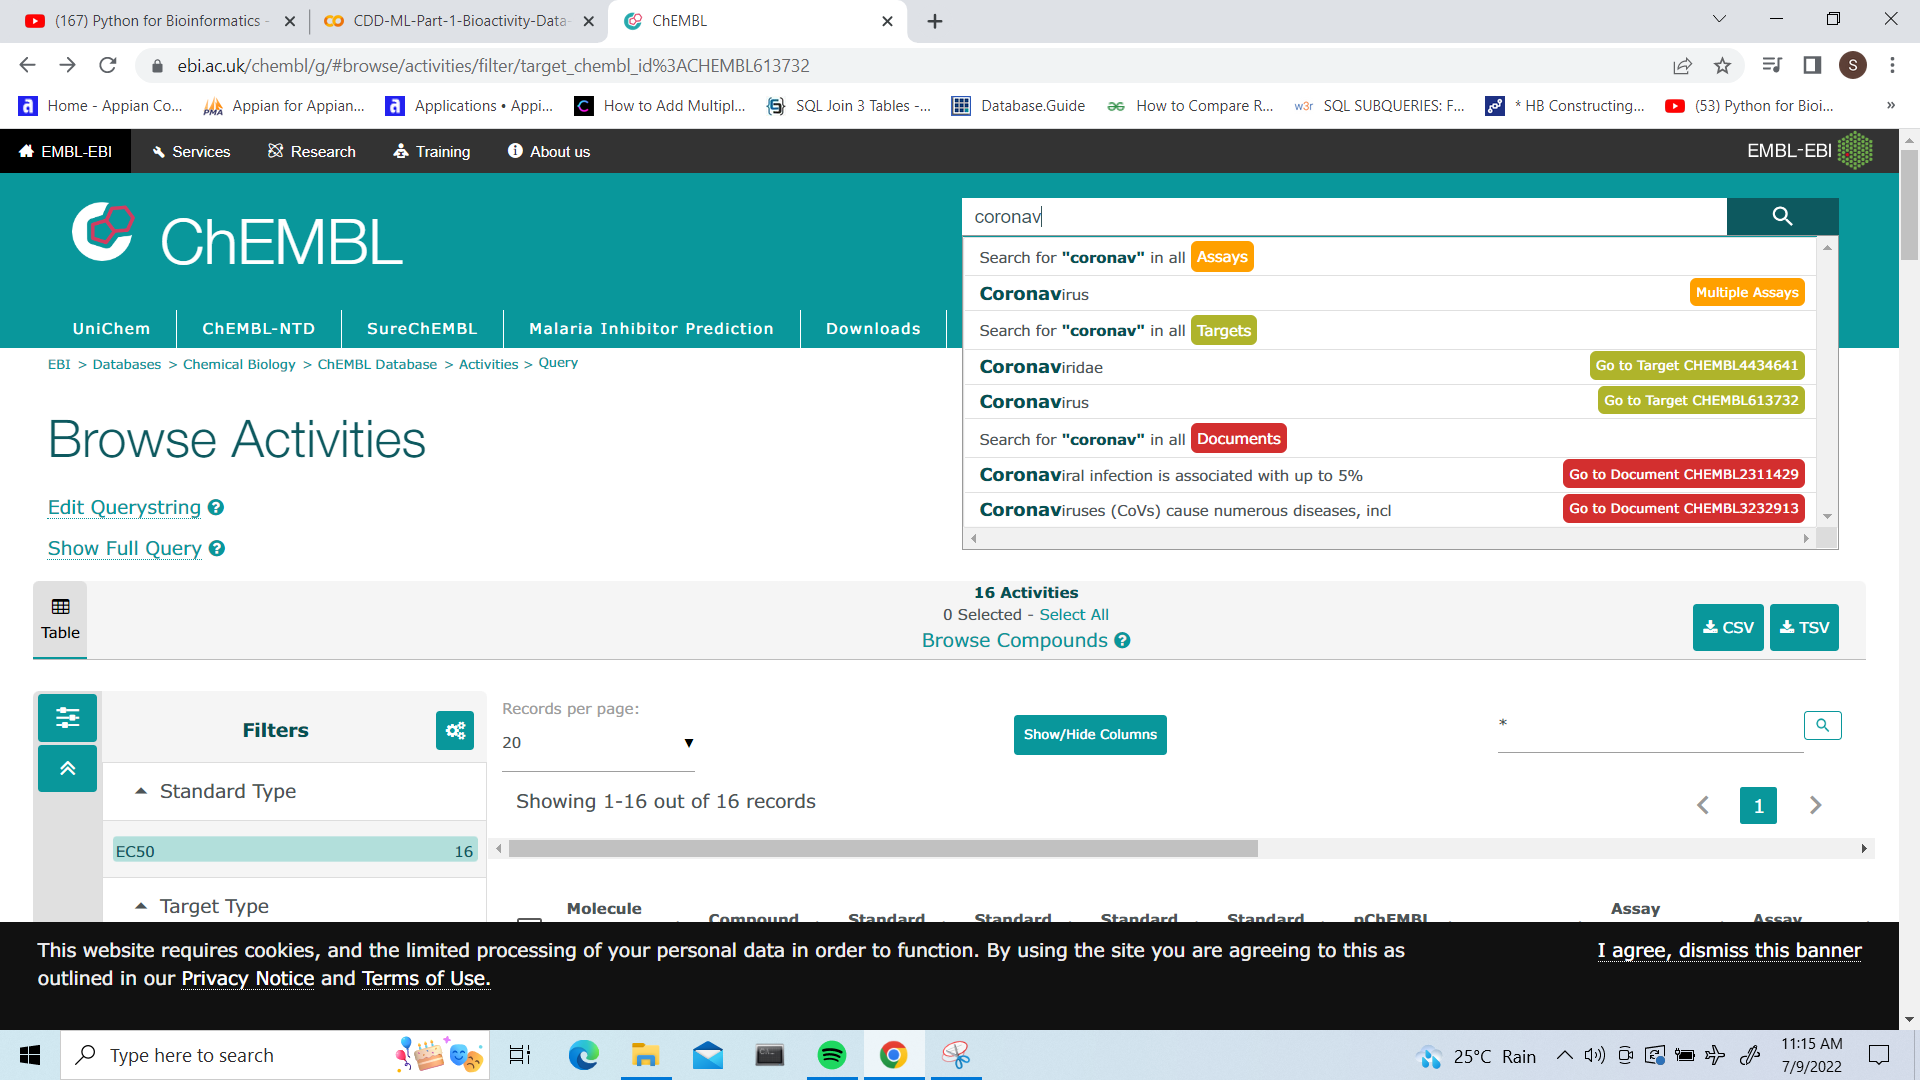 (167) Python for Bioinformatics -
CDD-ML-Part-1-Bioactivity-Data-
ChEMBL
ebi.ac.uk/chembl/g/#browse/activities/filter/target_chembl_id%3ACHEMBL613732
S
Home - Appian Co...
Appian for Appian...
Applications • Appi...
How to Add Multipl...
SQL Join 3 Tables -...
Database.Guide
How to Compare R...
SQL SUBQUERIES: F...
* HB Constructing...
(53) Python for Bioi...
EMBL-EBI
Services
Research
Training
About us
EMBL-EBI
ChEMBL
coronav
Search for "coronav" in all Assays
Coronavirus
Multiple Assays
Search for "coronav" in all Targets
Coronaviridae
Go to Target CHEMBL4434641
Coronavirus
Go to Target CHEMBL613732
Search for "coronav" in all Documents
Coronaviral infection is associated with up to 5%
Go to Document CHEMBL2311429
Coronaviruses (CoVs) cause numerous diseases, incl
Go to Document CHEMBL3232913
UniChem
ChEMBL-NTD
SureChEMBL
Malaria Inhibitor Prediction
Downloads
EBI > Databases > Chemical Biology > ChEMBL Database > Activities > Query
Browse Activities
Edit Querystring
Show Full Query
Table
16 Activities
0 Selected - Select All
Browse Compounds
CSV
TSV
Filters
Standard Type
EC50 16
Target Type
Records per page:
20
Show/Hide Columns
*
Showing 1-16 out of 16 records
1
Molecule
Compound
Standard
Standard
Standard
Standard
pChEMBL
Assay
Assay
This website requires cookies, and the limited processing of your personal data in order to function. By using the site you are agreeing to this as
outlined in our Privacy Notice and Terms of Use.
I agree, dismiss this banner
Type here to search
25°C Rain
11:15 AM
7/9/2022